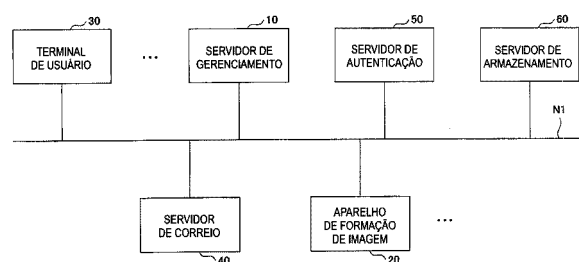 30
TERMINAL
DE USUÁRIO
...
10
SERVIDOR DE
GERENCIAMENTO
50
SERVIDOR DE
AUTENTICAÇÃO
60
SERVIDOR DE
ARMAZENAMENTO
N1
SERVIDOR
DE CORREIO
40
APARELHO
DE FORMAÇÃO
DE IMAGEM
20
...